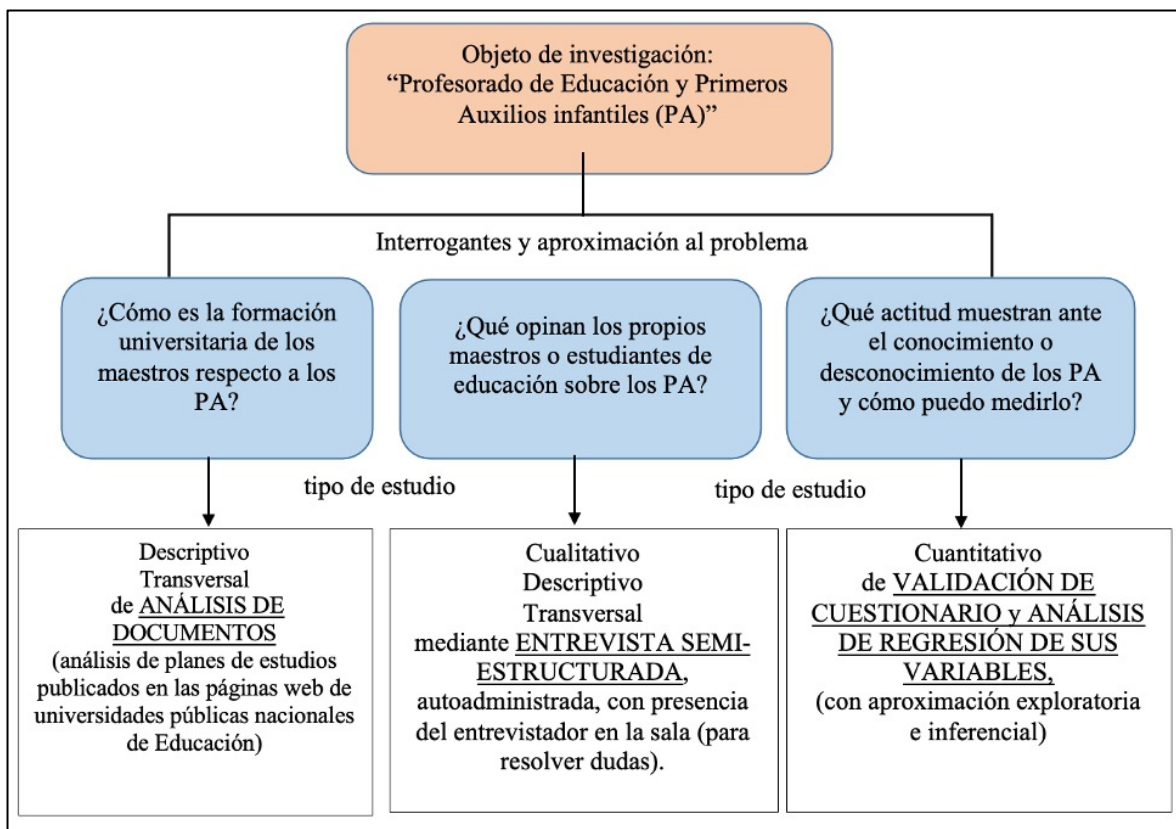 Objeto de investigación:
“Profesorado de Educación y Primeros
Auxilios infantiles (PA)”
Interrogantes y aproximación al problema
¿Cómo es la formación
universitaria de los
maestros respecto a los
PA?
¿Qué opinan los propios
maestros o estudiantes de
educación sobre los PA?
¿Qué actitud muestran ante
el conocimiento o
desconocimiento de los PA
y cómo puedo medirlo?
tipo de estudio
tipo de estudio
Descriptivo
Transversal
de ANÁLISIS DE
DOCUMENTOS
(análisis de planes de estudios
publicados en las páginas web de
universidades públicas nacionales
de Educación)
Cualitativo
Descriptivo
Transversal
mediante ENTREVISTA SEMI-
ESTRUCTURADA,
autoadministrada, con presencia
del entrevistador en la sala (para
resolver dudas).
Cuantitativo
de VALIDACIÓN DE
CUESTIONARIO y ANÁLISIS
DE REGRESIÓN DE SUS
VARIABLES,
(con aproximación exploratoria
e inferencial)